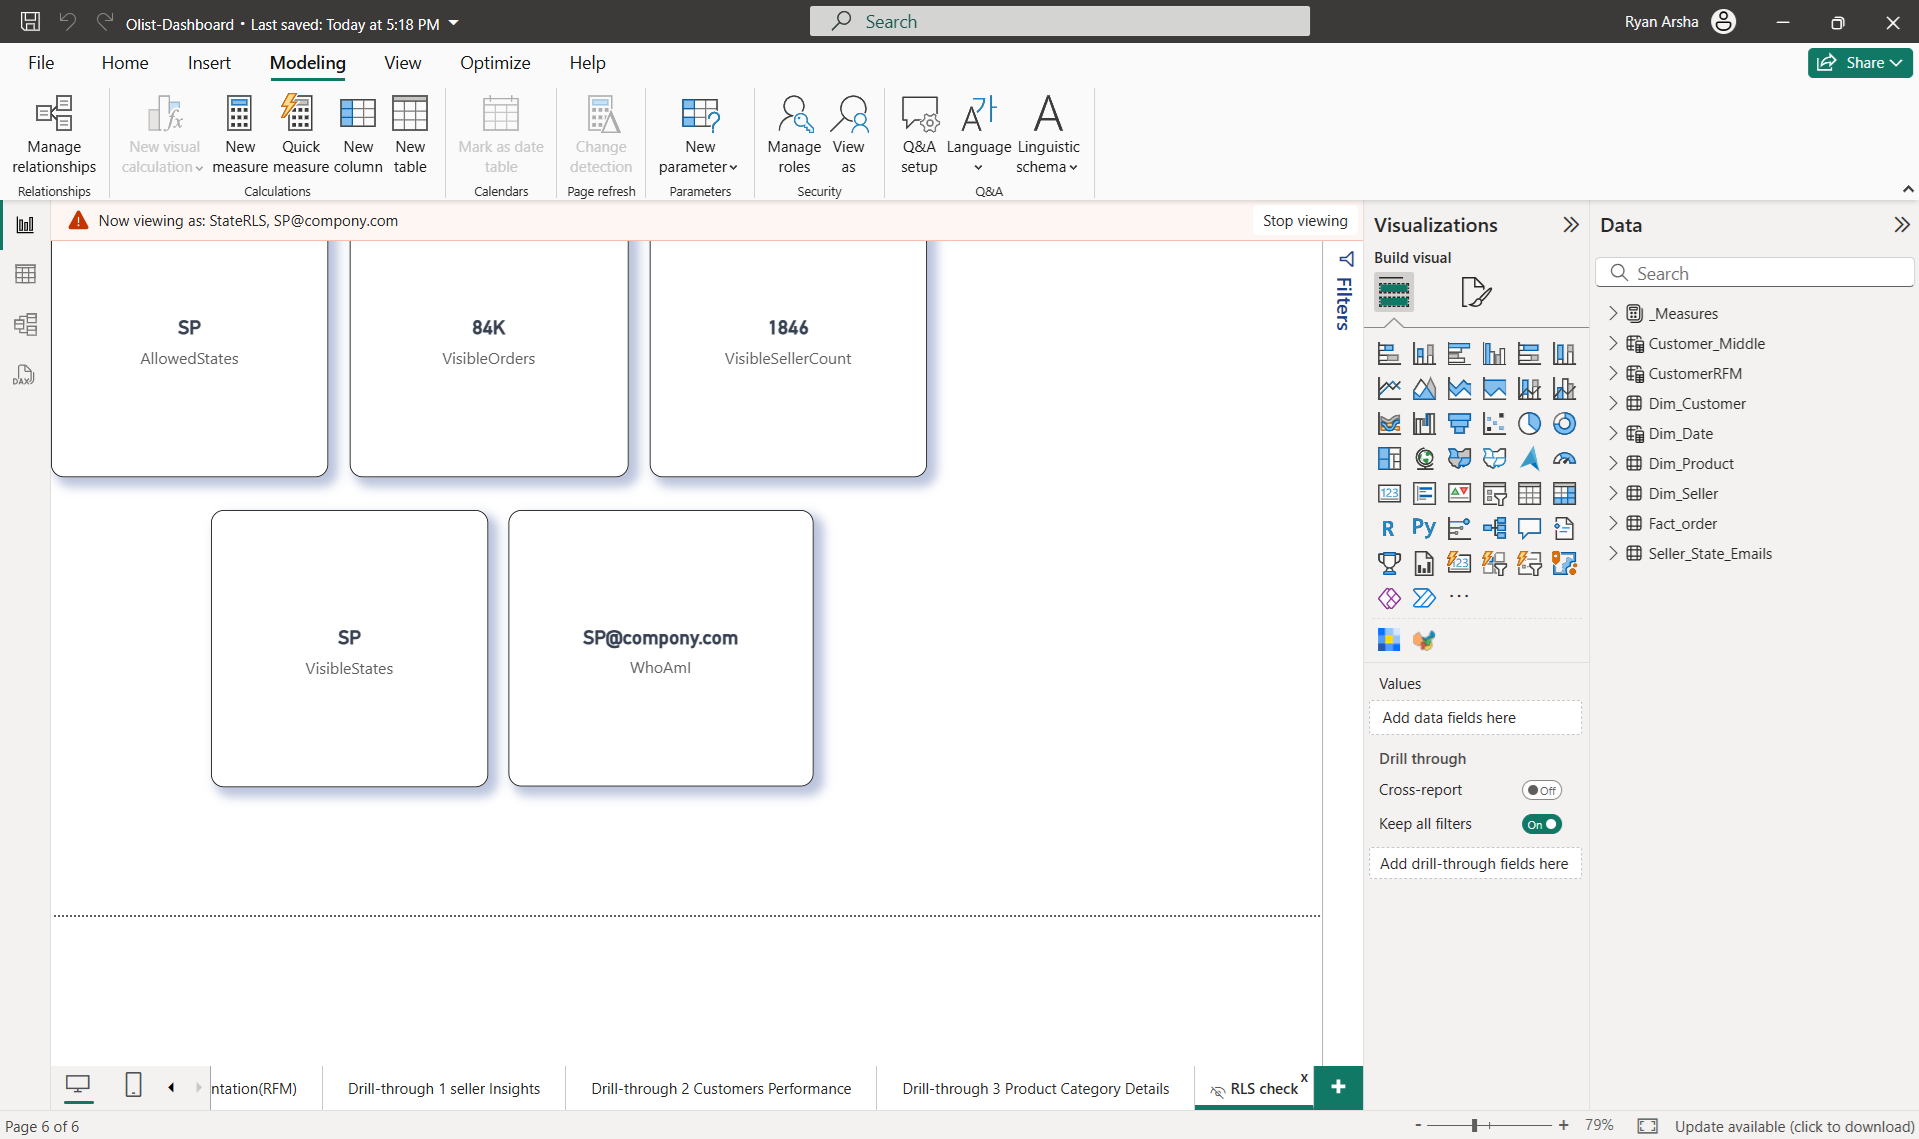 Olist-Dashboard • Last saved: Today at 5:18 PM
Search
Ryan Arsha
File
Home
Insert
Modeling
View
Optimize
Help
Share
Manage
relationships
New visual
calculation
New
measure
Quick
measure
New
column
New
table
Mark as date
table
Change
detection
New
parameter
Manage
roles
View
as
Q&A
setup
Language
Linguistic
schema
Relationships
Calculations
Calendars
Page refresh
Parameters
Security
Q&A
Now viewing as: StateRLS, SP@compony.com
Stop viewing
SP
AllowedStates
84K
VisibleOrders
1846
VisibleSellerCount
SP
VisibleStates
SP@compony.com
WhoAmI
Filters
Visualizations
Build visual
123
R
Py
123
...
Values
Add data fields here
Drill through
Cross-report
Off
Keep all filters
On
Add drill-through fields here
Data
Search
_Measures
Customer_Middle
CustomerRFM
Dim_Customer
Dim_Date
Dim_Product
Dim_Seller
Fact_order
Seller_State_Emails
DAX
ntation(RFM)
Drill-through 1 seller Insights
Drill-through 2 Customers Performance
Drill-through 3 Product Category Details
RLS check
x
+
Page 6 of 6
-
+
79%
Update available (click to download)